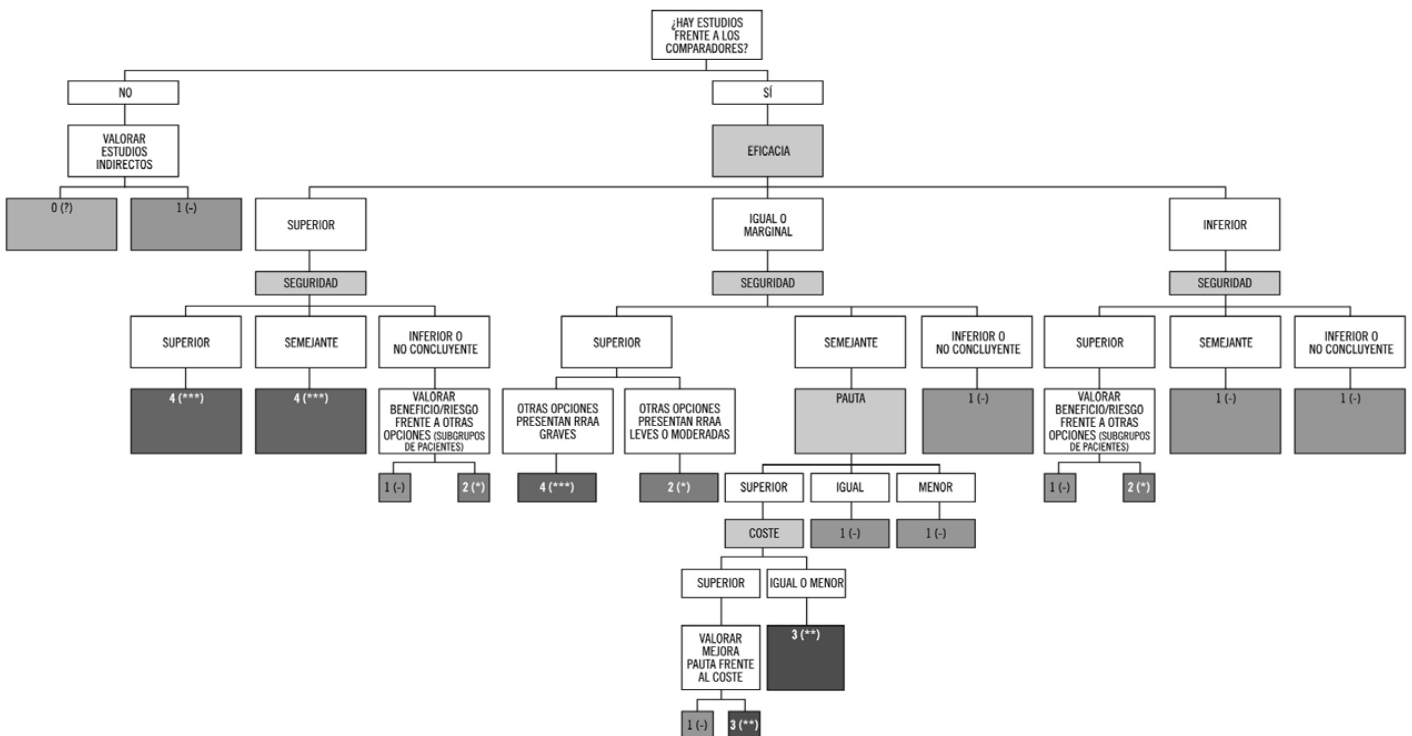 ¿HAY ESTUDIOS
FRENTE A LOS
COMPARADORES?
NO
SÍ
VALORAR
ESTUDIOS
INDIRECTOS
EFICACIA
0 (?)
1 (-)
SUPERIOR
IGUAL O
MARGINAL
INFERIOR
SEGURIDAD
SEGURIDAD
SEGURIDAD
SUPERIOR
SEMEJANTE
INFERIOR O
NO CONCLUYENTE
SUPERIOR
SEMEJANTE
INFERIOR O
NO CONCLUYENTE
SUPERIOR
SEMEJANTE
INFERIOR O
NO CONCLUYENTE
4 (***)
4 (***)
VALORAR
BENEFICIO/RIESGO
FRENTE A OTRAS
OPCIONES (SUBGRUPOS
DE PACIENTES)
OTRAS OPCIONES
PRESENTAN RRAA
GRAVES
OTRAS OPCIONES
PRESENTAN RRAA
LEVES O MODERADAS
PAUTA
1 (-)
VALORAR
BENEFICIO/RIESGO
FRENTE A OTRAS
OPCIONES (SUBGRUPOS
DE PACIENTES)
1 (-)
1 (-)
1 (-)
2 (*)
4 (***)
2 (*)
SUPERIOR
IGUAL
MENOR
1 (-)
2 (*)
COSTE
1 (-)
1 (-)
SUPERIOR
IGUAL O MENOR
VALORAR
MEJORA
PAUTA FRENTE
AL COSTE
3 (**)
1 (-)
3 (**)